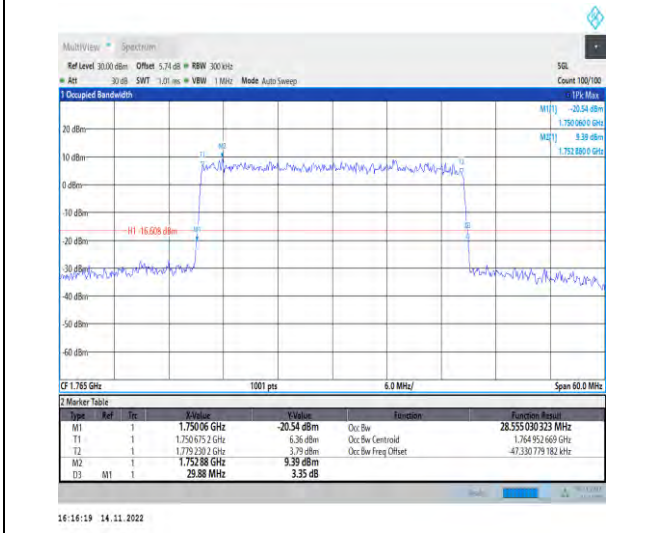 MultiView Spectrum
Ref Level 30.00 dBm Offset 5.74 dB RBW 300 kHz SGL
Att 30 dB SWT 1.01 ms VBW 1 MHz Mode Auto Sweep Count 100/100
1 Occupied Bandwidth 1Pk Max
M1[1] -20.54 dBm
1.750 060 0 GHz
M2[1] 9.39 dBm
1.752 880 0 GHz
20 dBm
M2
10 dBm
T1 T2
0 dBm
-10 dBm
H1 -16.608 dBm M1 D3
-20 dBm
-30 dBm
-40 dBm
-50 dBm
-60 dBm
CF 1.765 GHz 1001 pts 6.0 MHz/ Span 60.0 MHz
2 Marker Table
Type Ref Trc X-Value Y-Value Function Function Result
M1 1 1.750 06 GHz -20.54 dBm Occ Bw 28.555 030 323 MHz
T1 1 1.750 675 2 GHz 6.36 dBm Occ Bw Centroid 1.764 952 669 GHz
T2 1 1.779 230 2 GHz 3.79 dBm Occ Bw Freq Offset -47.330 779 182 kHz
M2 1 1.752 88 GHz 9.39 dBm
D3 M1 1 29.88 MHz 3.35 dB
16:16:19 14.11.2022